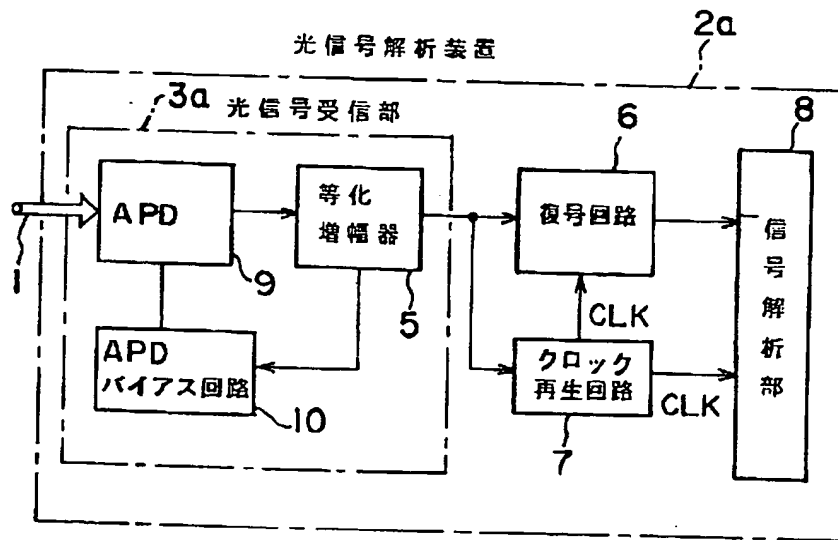 光信号解析装置
2a
3a
光信号受信部
6
8
APD
等化
増幅器
復号回路
信号解析部
1
9
5
CLK
APD
バイアス回路
クロック
再生回路
CLK
10
7